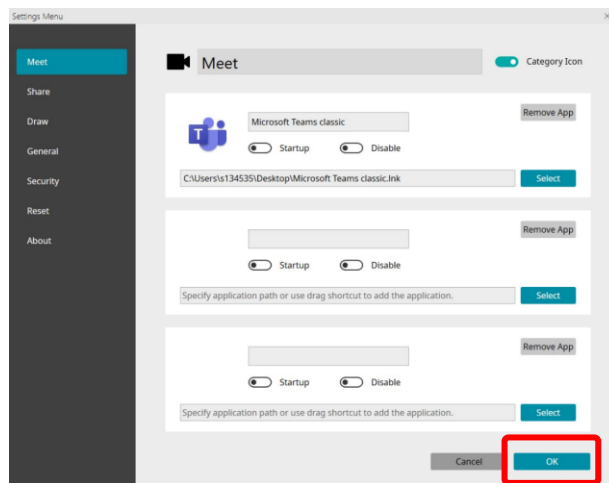 Settings Menu
Meet
Share
Draw
General
Security
Reset
About
Meet
Category Icon
T
Microsoft Teams classic
Remove App
Startup
Disable
C:\Users\s134535\Desktop\Microsoft Teams classic.lnk
Select
Remove App
Startup
Disable
Specify application path or use drag shortcut to add the application.
Select
Remove App
Startup
Disable
Specify application path or use drag shortcut to add the application.
Select
Cancel
OK